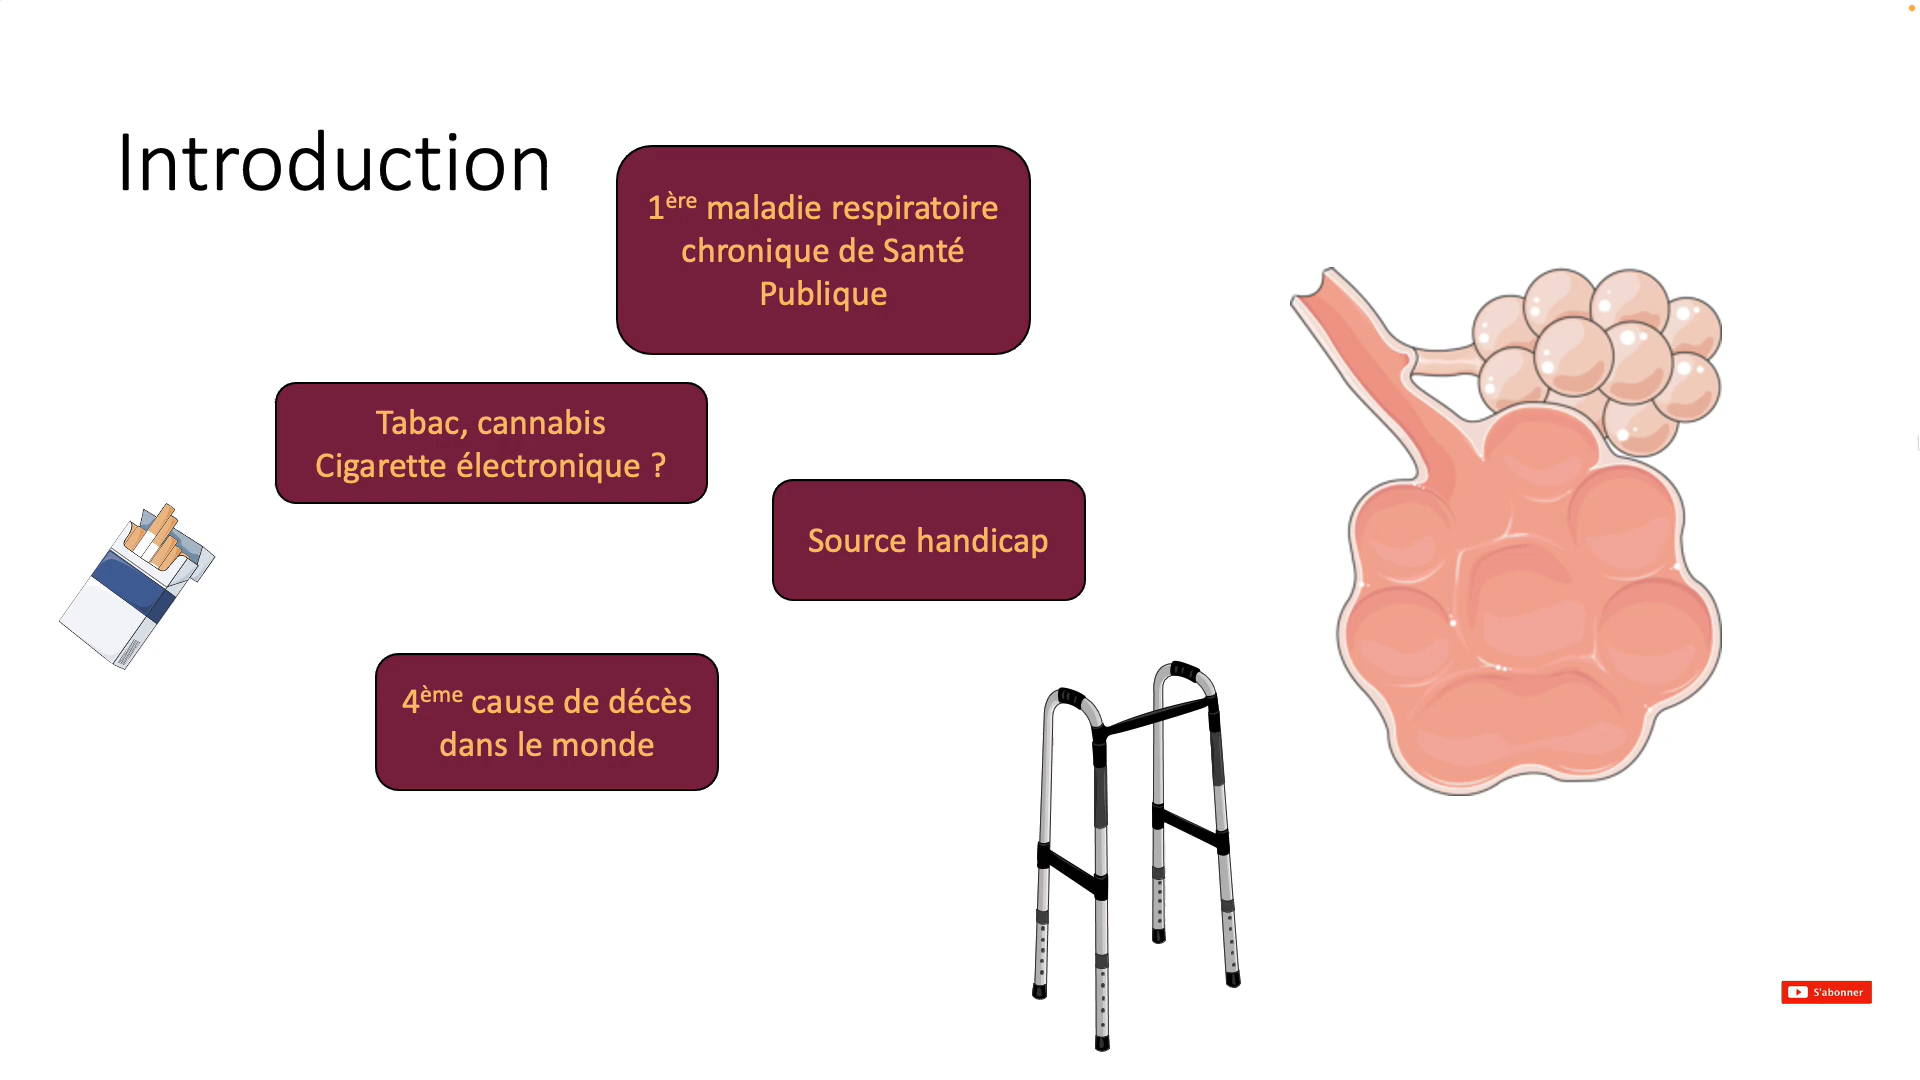 Introduction
1ère maladie respiratoire
chronique de Santé
Publique
Tabac, cannabis
Cigarette électronique ?
Source handicap
4ème cause de décès
dans le monde
S'abonner